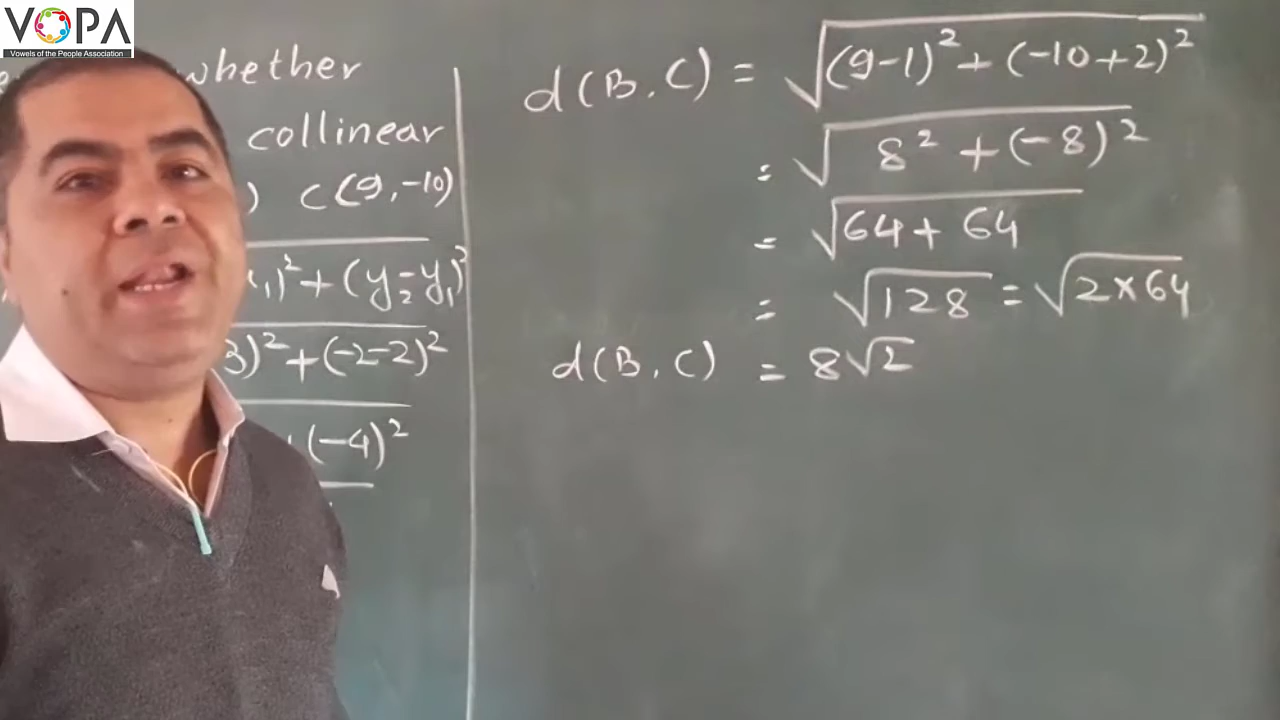 VOPA
Vowels of the People Association
whether
collinear
) C(9,-10)
)² + (y₂-y₁)²
3)² + (-2-2)²
(-4)²
d(B, C) = √((9-1)² + (-10+2)²)
= √(8² + (-8)²)
= √(64 + 64)
= √128 = √(2×64)
d(B, C) = 8√2